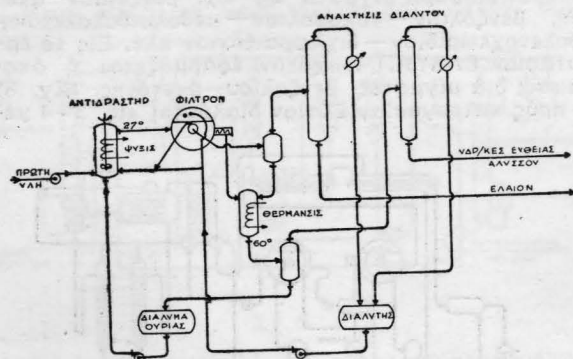 ΑΝΑΚΤΗΣΙΣ ΔΙΑΛΥΤΟΥ
ΑΝΤΙΔΡΑΣΤΗΡ
ΦΙΛΤΡΟΝ
27°
ΨΥΞΙΣ
ΠΡΩΤΗ
ΥΛΗ
ΥΔΡ/ΚΕΣ ΕΥΘΕΙΑΣ
ΑΛΥΣΣΟΥ
ΕΛΑΙΟΝ
ΘΕΡΜΑΝΣΙΣ
60°
ΔΙΑΛΥΜΑ
ΟΥΡΙΑΣ
ΔΙΑΛΥΤΗΣ